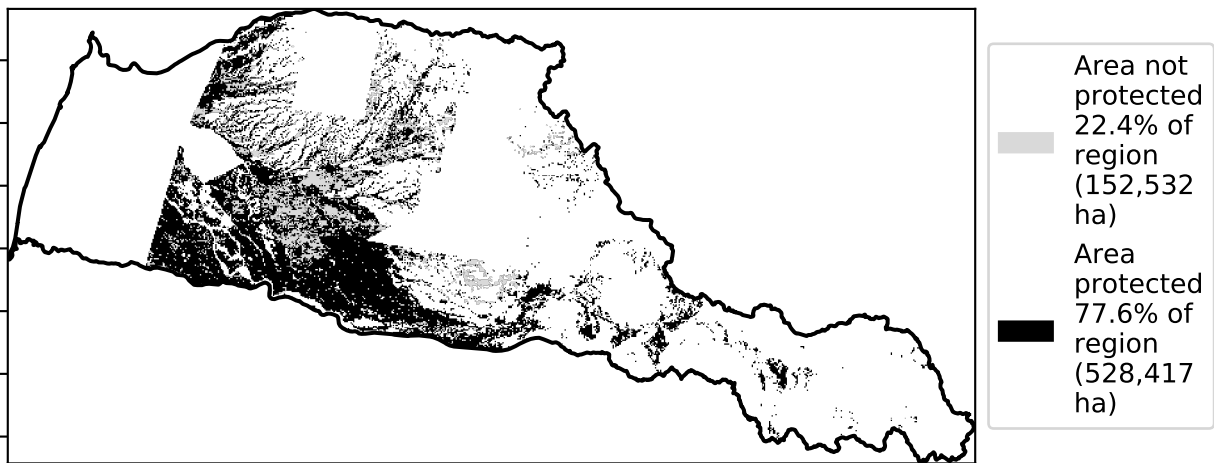 Area not
protected
22.4% of
region
(152,532
ha)
Area
protected
77.6% of
region
(528,417
ha)